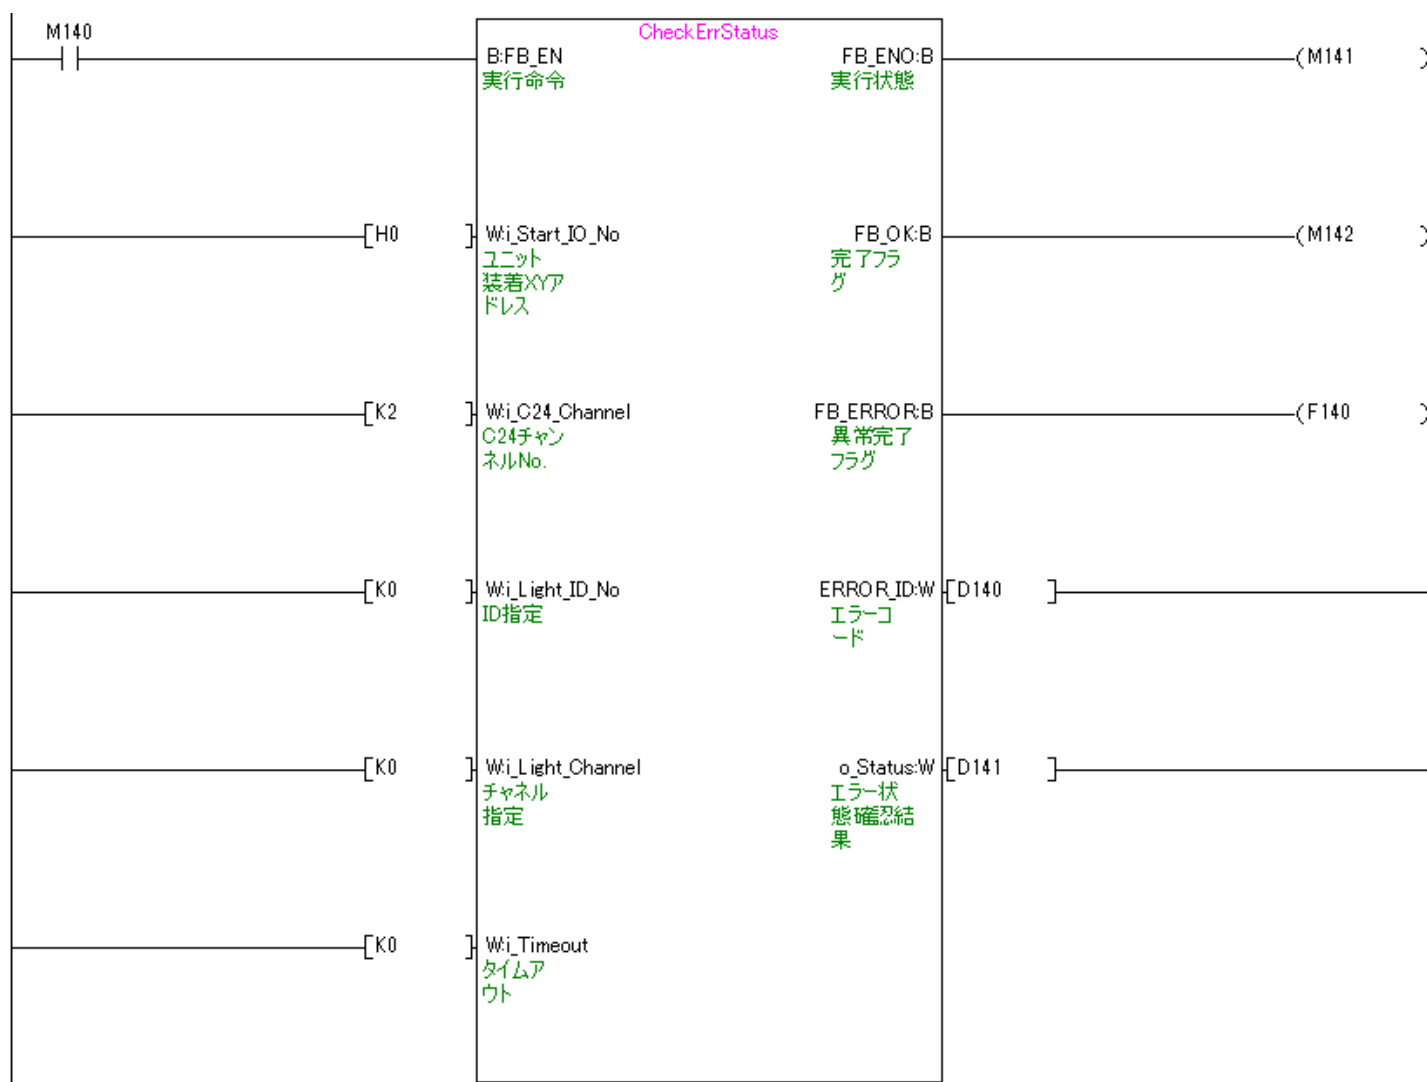 M140
CheckErrStatus
B:FB_EN
実行命令
FB_ENO:B
実行状態
(M141 )
[H0 ]
W:i_Start_IO_No
ユニット
装着XYア
ドレス
FB_OK:B
完了フラ
グ
(M142 )
[K2 ]
W:i_C24_Channel
C24チャン
ネルNo.
FB_ERROR:B
異常完了
フラグ
(F140 )
[K0 ]
W:i_Light_ID_No
ID指定
ERROR_ID:W
エラーコ
ード
[D140 ]
[K0 ]
W:i_Light_Channel
チャネル
指定
o_Status:W
エラー状
態確認結
果
[D141 ]
[K0 ]
W:i_Timeout
タイムア
ウト